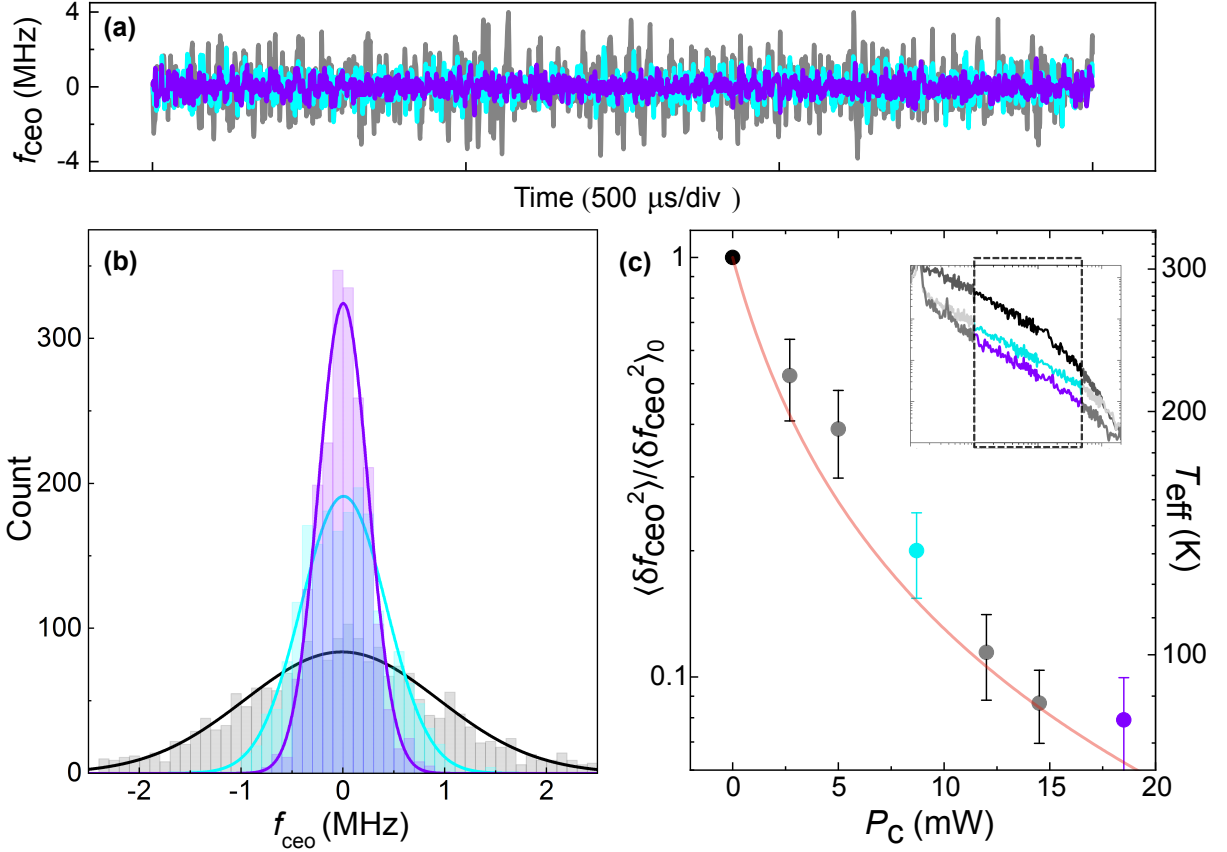 (a)
f_ceo (MHz)
4
0
-4
Time (500 μs/div )
(b)
Count
300
200
100
0
-2
-1
0
1
2
f_ceo (MHz)
(c)
⟨δf_ceo²⟩/⟨δf_ceo²⟩₀
1
0.1
300
200
100
T_eff (K)
0
5
10
15
20
P_C (mW)